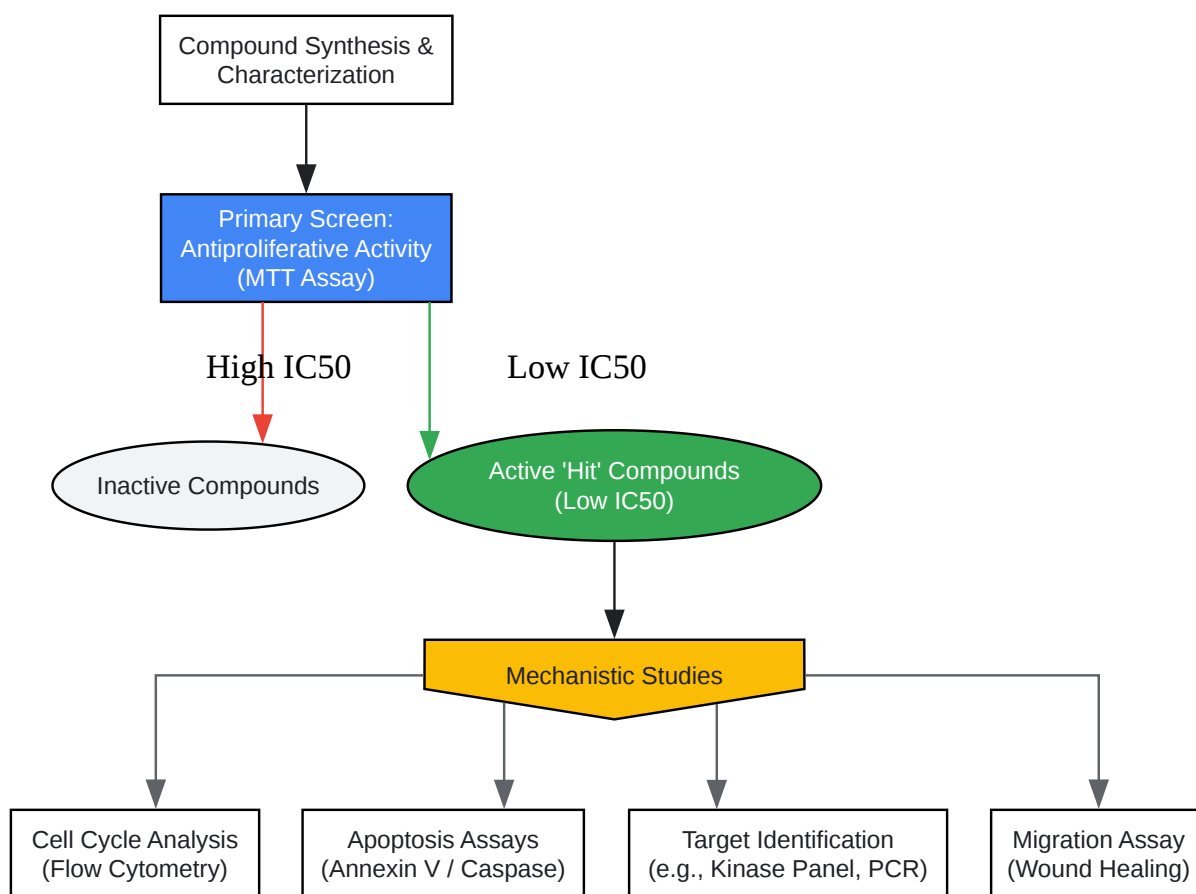 Compound Synthesis &
Characterization
Primary Screen:
Antiproliferative Activity
(MTT Assay)
High IC50
Low IC50
Inactive Compounds
Active 'Hit' Compounds
(Low IC50)
Mechanistic Studies
Cell Cycle Analysis
(Flow Cytometry)
Apoptosis Assays
(Annexin V / Caspase)
Target Identification
(e.g., Kinase Panel, PCR)
Migration Assay
(Wound Healing)